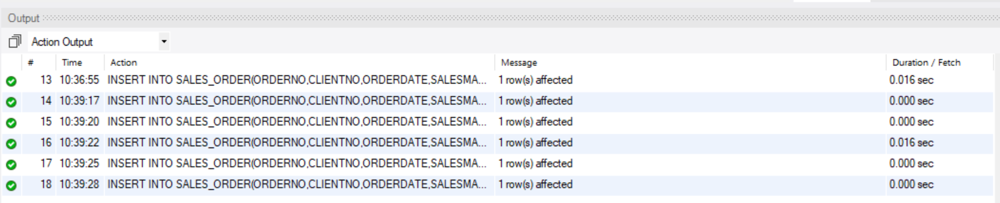 Output
Action Output
# Time Action Message Duration / Fetch
13 10:36:55 INSERT INTO SALES_ORDER(ORDERNO,CLIENTNO,ORDERDATE,SALESMA... 1 row(s) affected 0.016 sec
14 10:39:17 INSERT INTO SALES_ORDER(ORDERNO,CLIENTNO,ORDERDATE,SALESMA... 1 row(s) affected 0.000 sec
15 10:39:20 INSERT INTO SALES_ORDER(ORDERNO,CLIENTNO,ORDERDATE,SALESMA... 1 row(s) affected 0.000 sec
16 10:39:22 INSERT INTO SALES_ORDER(ORDERNO,CLIENTNO,ORDERDATE,SALESMA... 1 row(s) affected 0.016 sec
17 10:39:25 INSERT INTO SALES_ORDER(ORDERNO,CLIENTNO,ORDERDATE,SALESMA... 1 row(s) affected 0.000 sec
18 10:39:28 INSERT INTO SALES_ORDER(ORDERNO,CLIENTNO,ORDERDATE,SALESMA... 1 row(s) affected 0.000 sec